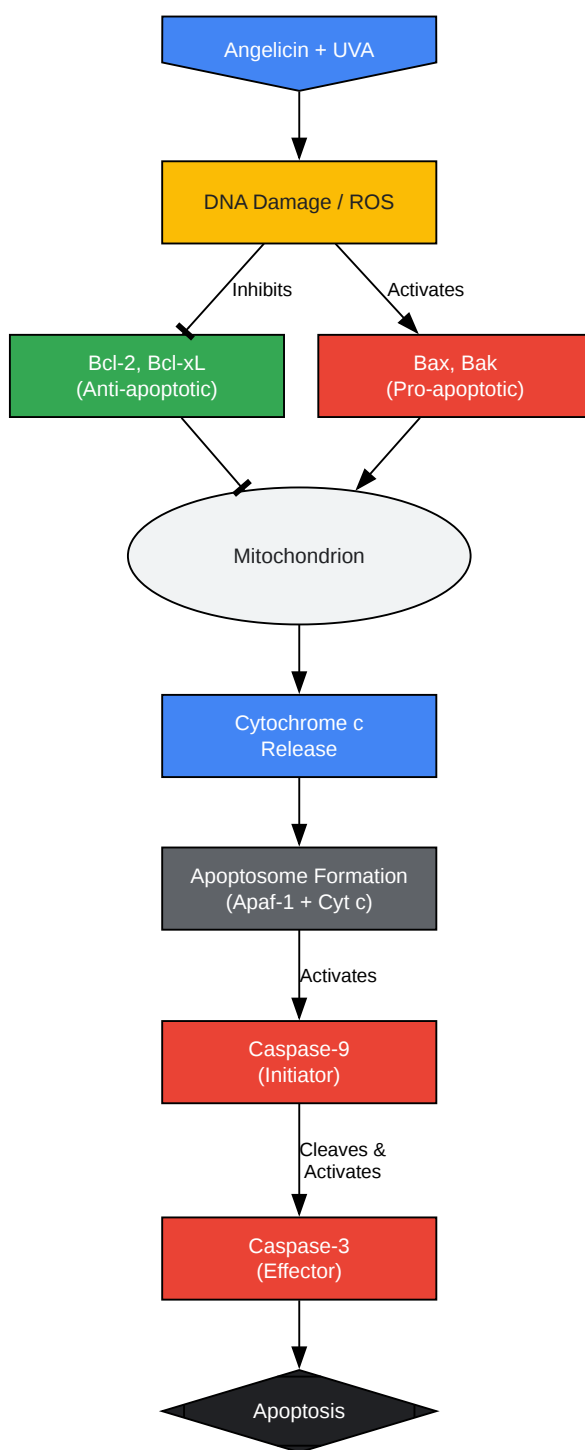 Angelicin + UVA
DNA Damage / ROS
Inhibits
Activates
Bcl-2, Bcl-xL
(Anti-apoptotic)
Bax, Bak
(Pro-apoptotic)
Mitochondrion
Cytochrome c
Release
Apoptosome Formation
(Apaf-1 + Cyt c)
Activates
Caspase-9
(Initiator)
Cleaves &
Activates
Caspase-3
(Effector)
Apoptosis